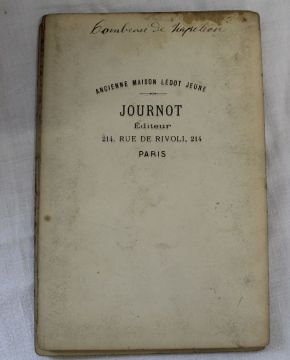 Tombeau de Napoléon
ANCIENNE MAISON LEDOT JEUNE
JOURNOT
Éditeur
214, RUE DE RIVOLI, 214
PARIS